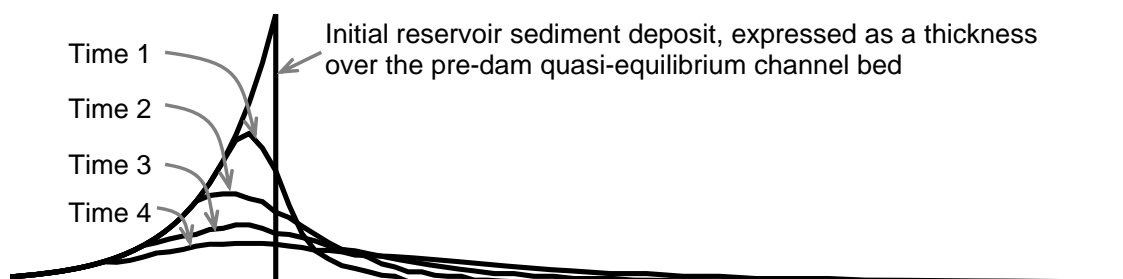 Initial reservoir sediment deposit, expressed as a thickness
over the pre-dam quasi-equilibrium channel bed
Time 1
Time 2
Time 3
Time 4